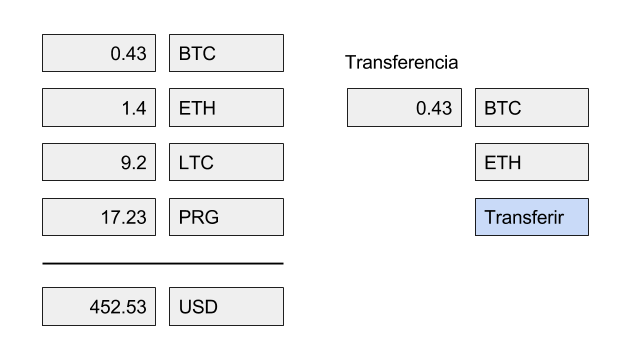 0.43 BTC
1.4 ETH
9.2 LTC
17.23 PRG
452.53 USD
Transferencia
0.43 BTC
ETH
Transferir